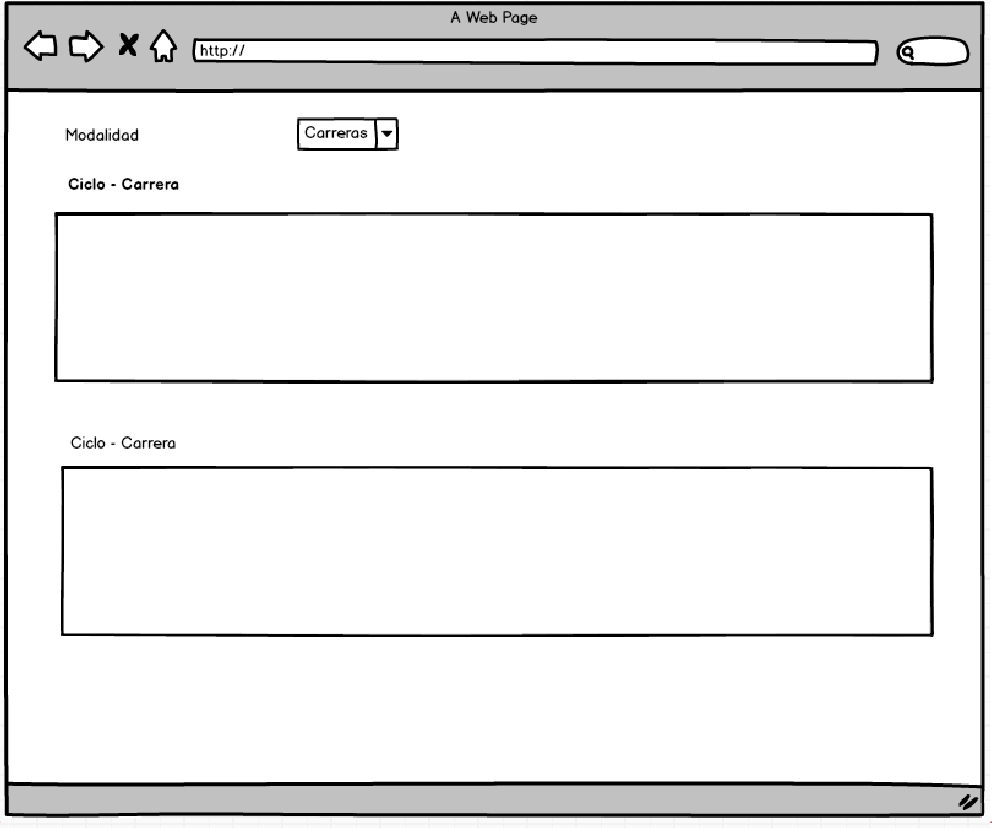 A Web Page
http://
Modalidad
Carreras
Ciclo - Carrera
Ciclo - Carrera